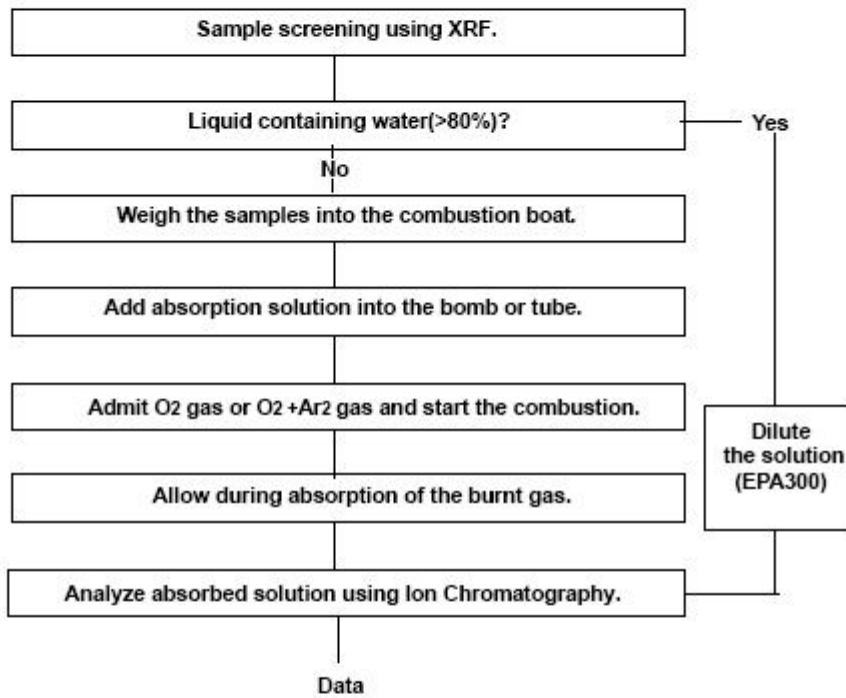 Sample screening using XRF.
Liquid containing water(>80%)?
Yes
No
Weigh the samples into the combustion boat.
Add absorption solution into the bomb or tube.
Admit O2 gas or O2 +Ar2 gas and start the combustion.
Dilute
the solution
(EPA300)
Allow during absorption of the burnt gas.
Analyze absorbed solution using Ion Chromatography.
Data